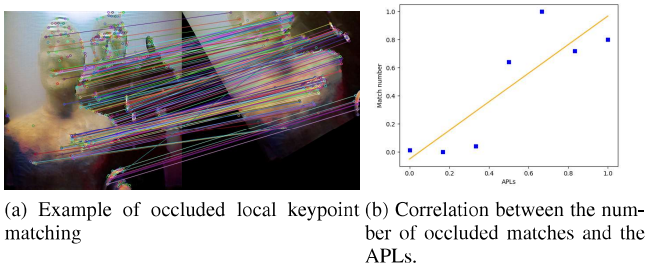 1.0
0.8
0.6
0.4
0.2
0.0
Match number
0.0 0.2 0.4 0.6 0.8 1.0
APLs
(a) Example of occluded local keypoint
matching
(b) Correlation between the num-
ber of occluded matches and the
APLs.